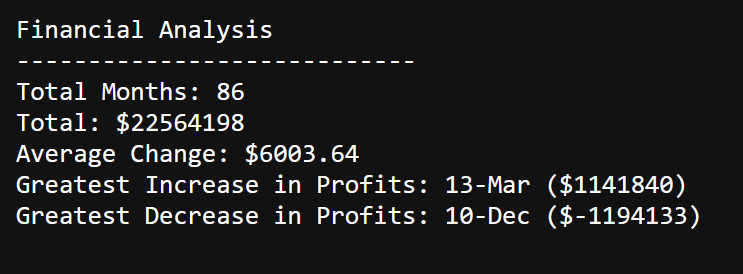 Financial Analysis
----------------------------
Total Months: 86
Total: $22564198
Average Change: $6003.64
Greatest Increase in Profits: 13-Mar ($1141840)
Greatest Decrease in Profits: 10-Dec ($-1194133)